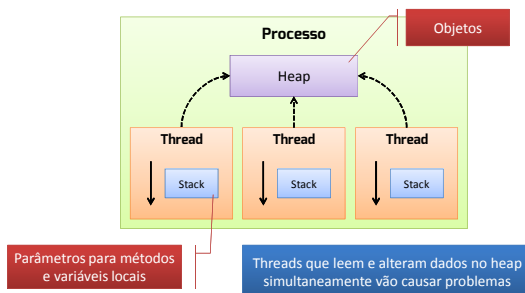 Objetos
Processo
Heap
Thread
Thread
Thread
Stack
Stack
Stack
Parâmetros para métodos
e variáveis locais
Threads que leem e alteram dados no heap
simultaneamente vão causar problemas